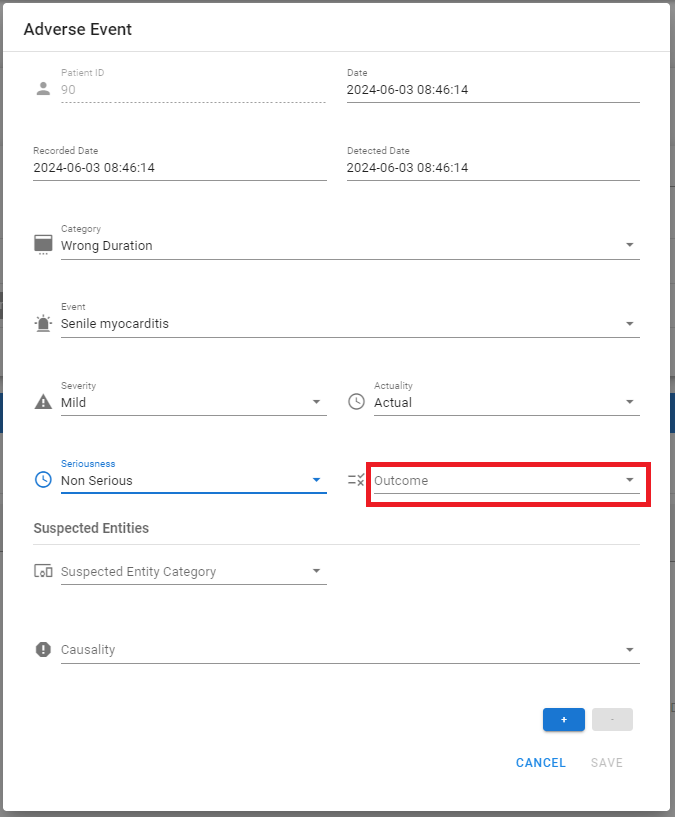 Adverse Event
Patient ID
90
Date
2024-06-03 08:46:14
Recorded Date
2024-06-03 08:46:14
Detected Date
2024-06-03 08:46:14
Category
Wrong Duration
Event
Senile myocarditis
Severity
Mild
Actuality
Actual
Seriousness
Non Serious
Outcome
Suspected Entities
Suspected Entity Category
Causality
+
-
CANCEL
SAVE